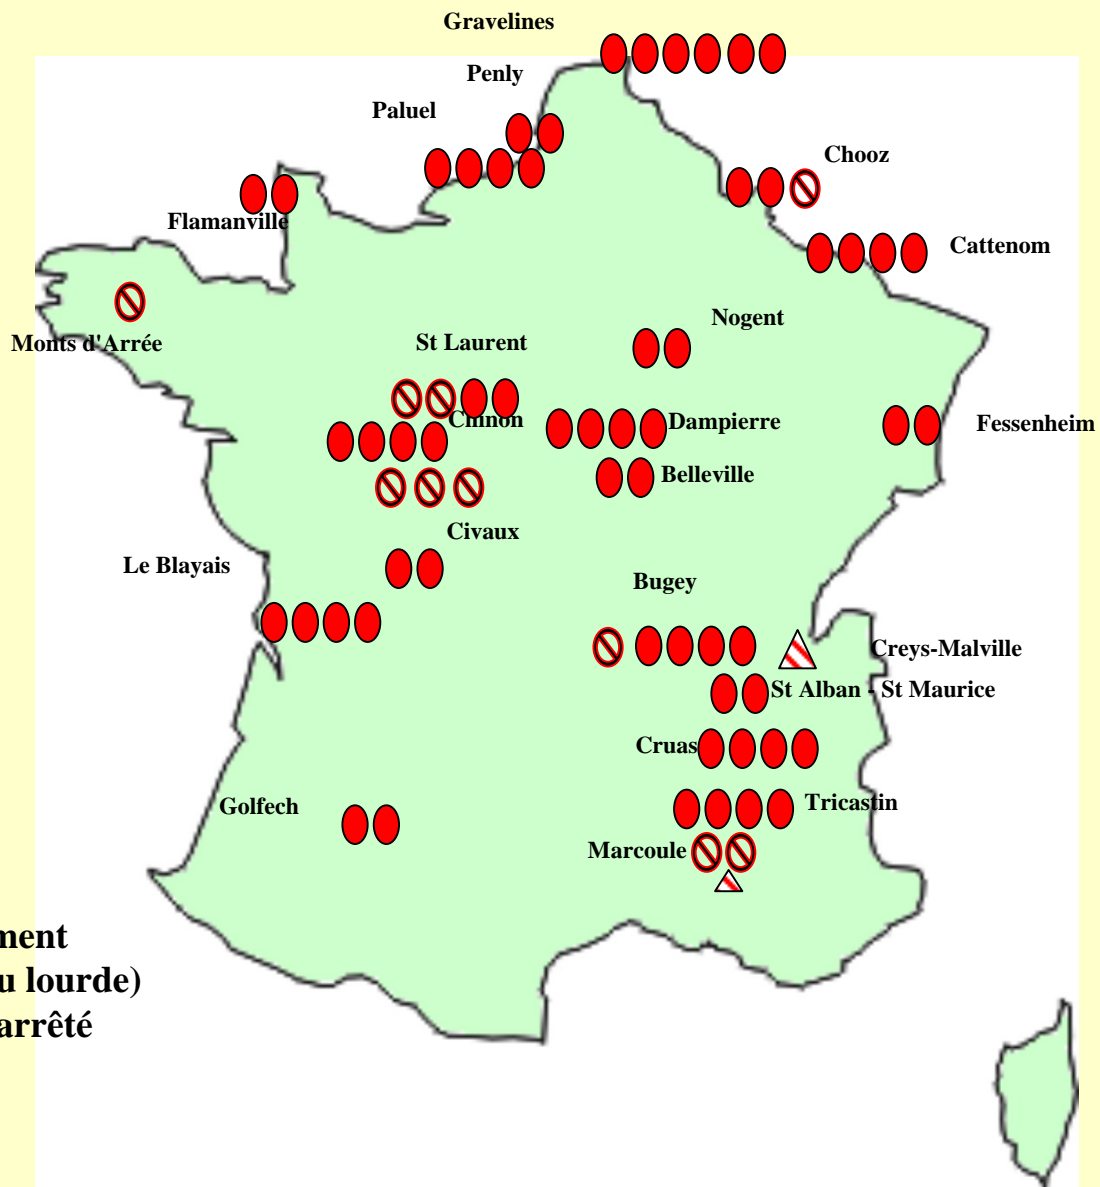 Gravelines
Penly
Paluel
Chooz
Flamanville
Cattenom
Nogent
Monts d'Arrée
St Laurent
Chinon
Dampierre
Fessenheim
Belleville
Civaux
Le Blayais
Bugey
Creys-Malville
St Alban - St Maurice
Cruas
Golfech
Tricastin
Marcoule
ment
u lourde)
arrêté